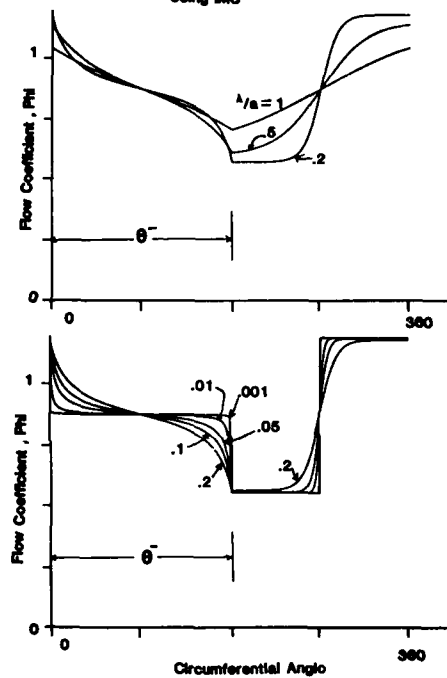 Flow Coefficient, Phi
1
0
λ/a=1
.5
.2
θ⁻
0
360
Flow Coefficient, Phi
1
0
.01
.001
.05
.1
.2
.2
θ⁻
0
360
Circumferential Angle